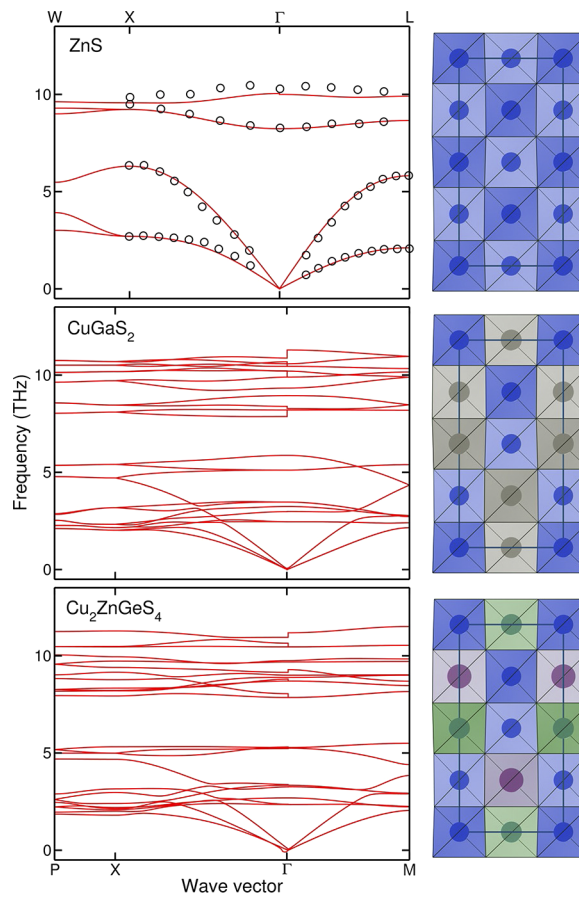 W X Γ L
ZnS
10
5
0
CuGaS₂
10
5
0
Frequency (THz)
Cu₂ZnGeS₄
10
5
0
P X Γ M
Wave vector